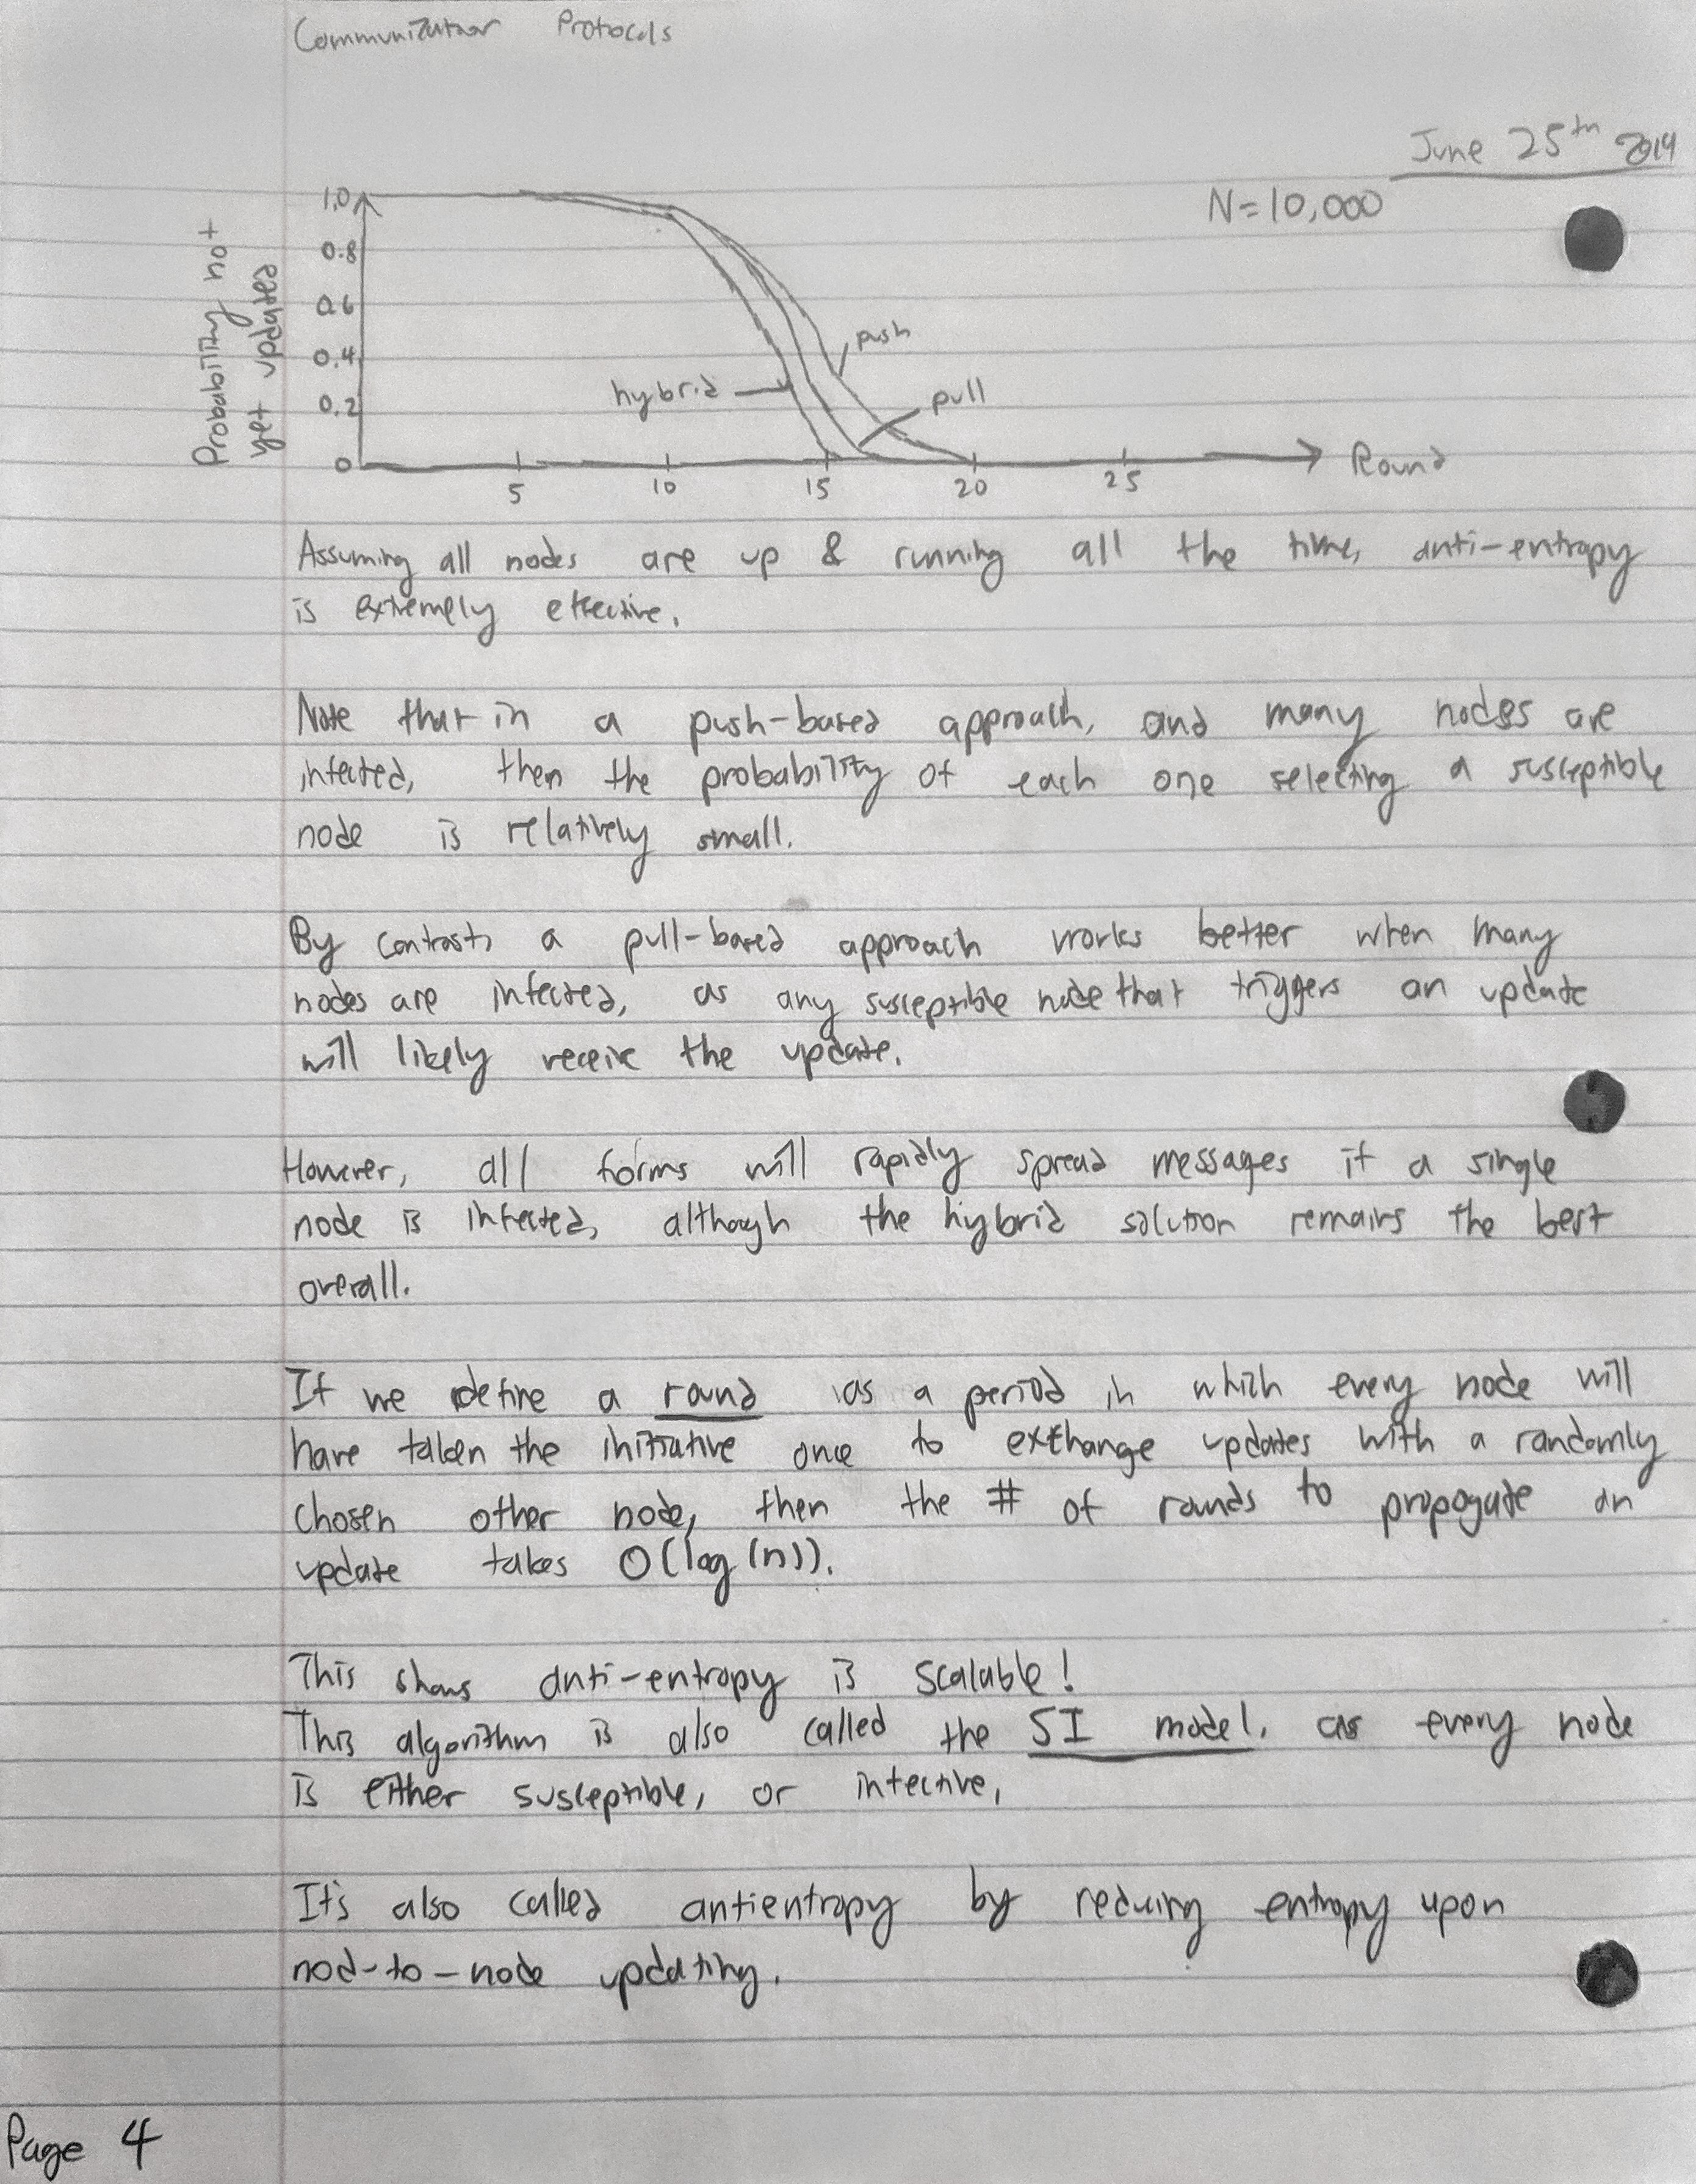 Communication Protocols
June 25th 2019
N=10,000
Probability not
yet updated
1.0
0.8
0.6
0.4
0.2
0
push
hybrid
pull
5 10 15 20 25
Round
Assuming all nodes are up & running all the time, anti-entropy
is extremely effective.
Note that in a push-based approach, and many nodes are
infected, then the probability of each one selecting a susceptible
node is relatively small.
By contrast, a pull-based approach works better when many
nodes are infected, as any susceptible node that triggers an update
will likely receive the update.
However, all forms will rapidly spread messages if a single
node is infected, although the hybrid solution remains the best
overall.
If we define a round as a period in which every node will
have taken the initiative once to exchange updates with a randomly
chosen other node, then the # of rounds to propogate an
update takes O(log(n)).
This shows anti-entropy is scalable!
This algorithm is also called the SI model, as every node
is either susceptible, or infective,
It's also called antientropy by reducing entropy upon
nod-to-node updating.
Page 4